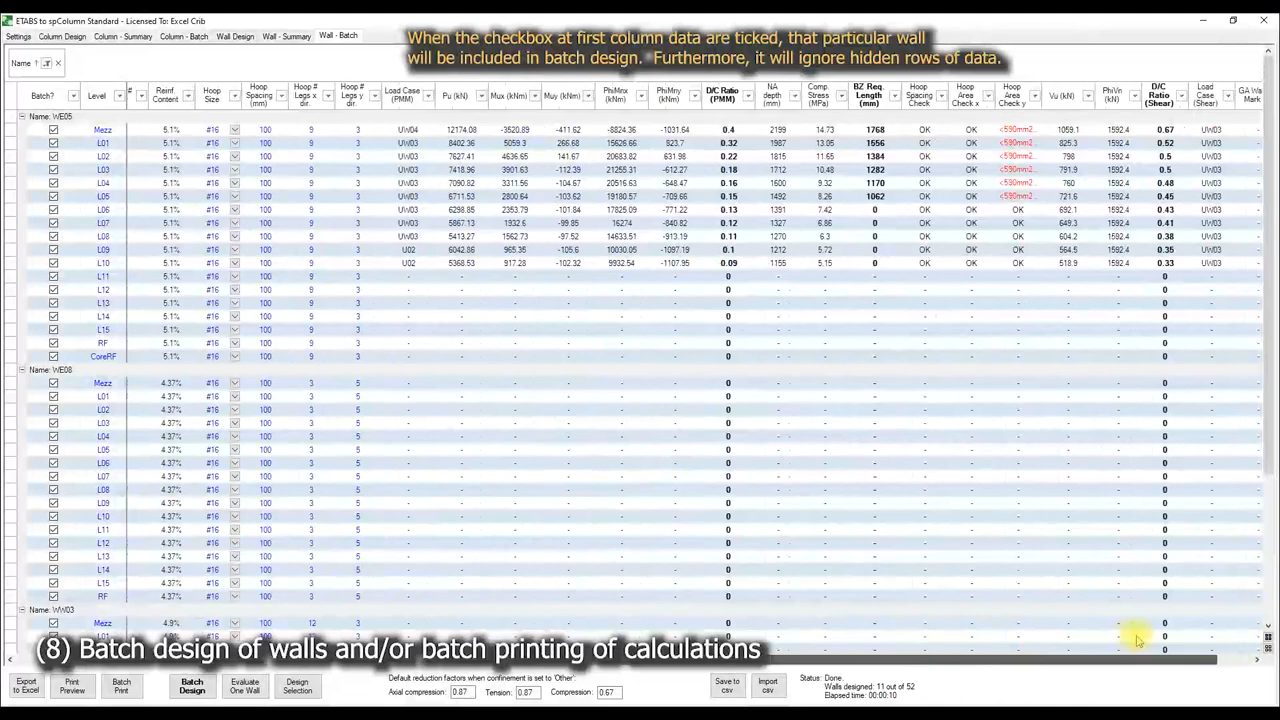 ETABS to spColumn Standard - Licensed To: Excel Crib
Settings Column Design Column - Summary Column - Batch Wall Design Wall - Summary Wall - Batch
When the checkbox at first column data are ticked, that particular wall
will be included in batch design. Furthermore, it will ignore hidden rows of data.
Name
Batch? Level # Reinf. Content Hoop Size Hoop Spacing (mm) Hoop # Legs x dir. Hoop # Legs y dir. Load Case (PMM) Pu (kN) Mux (kNm) Muy (kNm) PhiMnx (kNm) PhiMny (kNm) D/C Ratio (PMM) NA depth (mm) Comp. Stress (MPa) BZ Req. Length (mm) Hoop Spacing Check Hoop Area Check x Hoop Area Check y Vu (kN) PhiVn (kN) D/C Ratio (Shear) Load Case (Shear) GA Wa Mark
Name: WE05
Mezz 5.1% #16 100 9 3 UW04 12174.08 -3520.89 -411.62 -8824.36 -1031.64 0.4 2199 14.73 1768 OK OK <590mm2... 1059.1 1592.4 0.67 UW03 -
L01 5.1% #16 100 9 3 UW03 8402.36 5059.3 266.68 15626.66 823.7 0.32 1987 13.05 1556 OK OK <590mm2... 825.3 1592.4 0.52 UW03 -
L02 5.1% #16 100 9 3 UW03 7627.41 4636.65 141.67 20683.82 631.98 0.22 1815 11.65 1384 OK OK <590mm2... 798 1592.4 0.5 UW03 -
L03 5.1% #16 100 9 3 UW03 7418.96 3901.63 -112.39 21255.31 -612.27 0.18 1712 10.48 1282 OK OK <590mm2... 791.9 1592.4 0.5 UW03 -
L04 5.1% #16 100 9 3 UW03 7090.82 3311.56 -104.67 20516.63 -648.47 0.16 1600 9.32 1170 OK OK <590mm2... 760 1592.4 0.48 UW03 -
L05 5.1% #16 100 9 3 UW03 6711.53 2800.64 -103.62 19180.57 -709.66 0.15 1492 8.26 1062 OK OK <590mm2... 721.6 1592.4 0.45 UW03 -
L06 5.1% #16 100 9 3 UW03 6298.85 2353.79 -101.84 17825.09 -771.22 0.13 1391 7.42 0 OK OK OK 692.1 1592.4 0.43 UW03 -
L07 5.1% #16 100 9 3 UW03 5867.13 1932.6 -99.95 16274 -840.82 0.12 1327 6.86 0 OK OK OK 649.3 1592.4 0.41 UW03 -
L08 5.1% #16 100 9 3 UW03 5413.27 1562.73 -97.52 14633.51 -913.19 0.11 1270 6.3 0 OK OK OK 604.2 1592.4 0.38 UW03 -
L09 5.1% #16 100 9 3 U02 6042.86 965.35 -105.6 10030.05 -1097.19 0.1 1212 5.72 0 OK OK OK 564.5 1592.4 0.35 UW03 -
L10 5.1% #16 100 9 3 U02 5368.53 917.28 -102.32 9932.54 -1107.95 0.09 1155 5.15 0 OK OK OK 518.9 1592.4 0.33 UW03 -
L11 5.1% #16 100 9 3 - - - - - - 0 - - - - - - - - 0 - -
L12 5.1% #16 100 9 3 - - - - - - 0 - - - - - - - - 0 - -
L13 5.1% #16 100 9 3 - - - - - - 0 - - - - - - - - 0 - -
L14 5.1% #16 100 9 3 - - - - - - 0 - - - - - - - - 0 - -
L15 5.1% #16 100 9 3 - - - - - - 0 - - - - - - - - 0 - -
RF 5.1% #16 100 9 3 - - - - - - 0 - - - - - - - - 0 - -
CoreRF 5.1% #16 100 9 3 - - - - - - 0 - - - - - - - - 0 - -
Name: WE08
Mezz 4.37% #16 100 3 5 - - - - - - 0 - - - - - - - - 0 - -
L01 4.37% #16 100 3 5 - - - - - - 0 - - - - - - - - 0 - -
L02 4.37% #16 100 3 5 - - - - - - 0 - - - - - - - - 0 - -
L03 4.37% #16 100 3 5 - - - - - - 0 - - - - - - - - 0 - -
L04 4.37% #16 100 3 5 - - - - - - 0 - - - - - - - - 0 - -
L05 4.37% #16 100 3 5 - - - - - - 0 - - - - - - - - 0 - -
L06 4.37% #16 100 3 5 - - - - - - 0 - - - - - - - - 0 - -
L07 4.37% #16 100 3 5 - - - - - - 0 - - - - - - - - 0 - -
L08 4.37% #16 100 3 5 - - - - - - 0 - - - - - - - - 0 - -
L09 4.37% #16 100 3 5 - - - - - - 0 - - - - - - - - 0 - -
L10 4.37% #16 100 3 5 - - - - - - 0 - - - - - - - - 0 - -
L11 4.37% #16 100 3 5 - - - - - - 0 - - - - - - - - 0 - -
L12 4.37% #16 100 3 5 - - - - - - 0 - - - - - - - - 0 - -
L13 4.37% #16 100 3 5 - - - - - - 0 - - - - - - - - 0 - -
L14 4.37% #16 100 3 5 - - - - - - 0 - - - - - - - - 0 - -
L15 4.37% #16 100 3 5 - - - - - - 0 - - - - - - - - 0 - -
RF 4.37% #16 100 3 5 - - - - - - 0 - - - - - - - - 0 - -
Name: WW03
Mezz 4.9% #16 100 12 3 - - - - - - 0 - - - - - - - - 0 - -
(8) Batch design of walls and/or batch printing of calculations
Export to Excel Print Preview Batch Print Batch Design Evaluate One Wall Design Selection
Default reduction factors when confinement is set to 'Other':
Axial compression: 0.87 Tension: 0.87 Compression: 0.67
Save to csv Import csv
Status: Done.
Walls designed: 11 out of 52
Elapsed time: 00:00:10